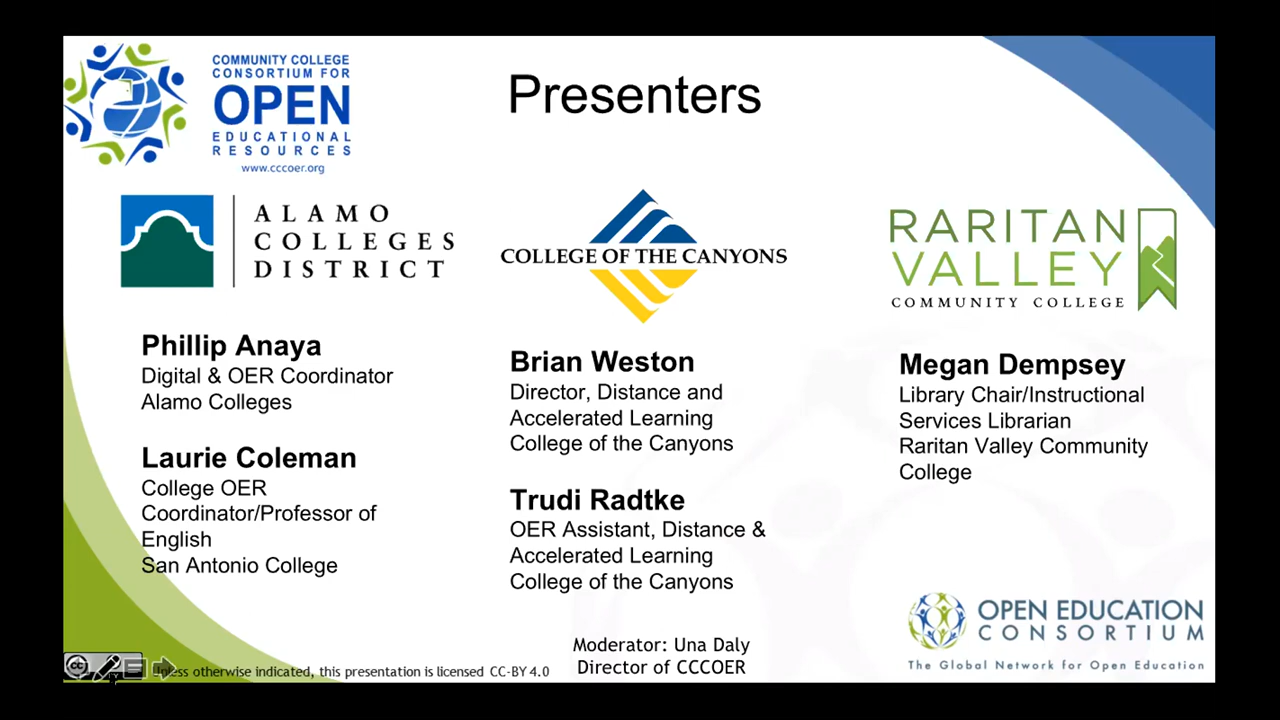 COMMUNITY COLLEGE
CONSORTIUM FOR
OPEN
EDUCATIONAL
RESOURCES
www.cccoer.org
Presenters
ALAMO
COLLEGES
DISTRICT
COLLEGE OF THE CANYONS
RARITAN
VALLEY
COMMUNITY COLLEGE
Phillip Anaya
Digital & OER Coordinator
Alamo Colleges
Laurie Coleman
College OER
Coordinator/Professor of
English
San Antonio College
Brian Weston
Director, Distance and
Accelerated Learning
College of the Canyons
Trudi Radtke
OER Assistant, Distance &
Accelerated Learning
College of the Canyons
Megan Dempsey
Library Chair/Instructional
Services Librarian
Raritan Valley Community
College
Moderator: Una Daly
Director of CCCOER
OPEN EDUCATION
CONSORTIUM
The Global Network for Open Education
cc
Unless otherwise indicated, this presentation is licensed CC-BY 4.0